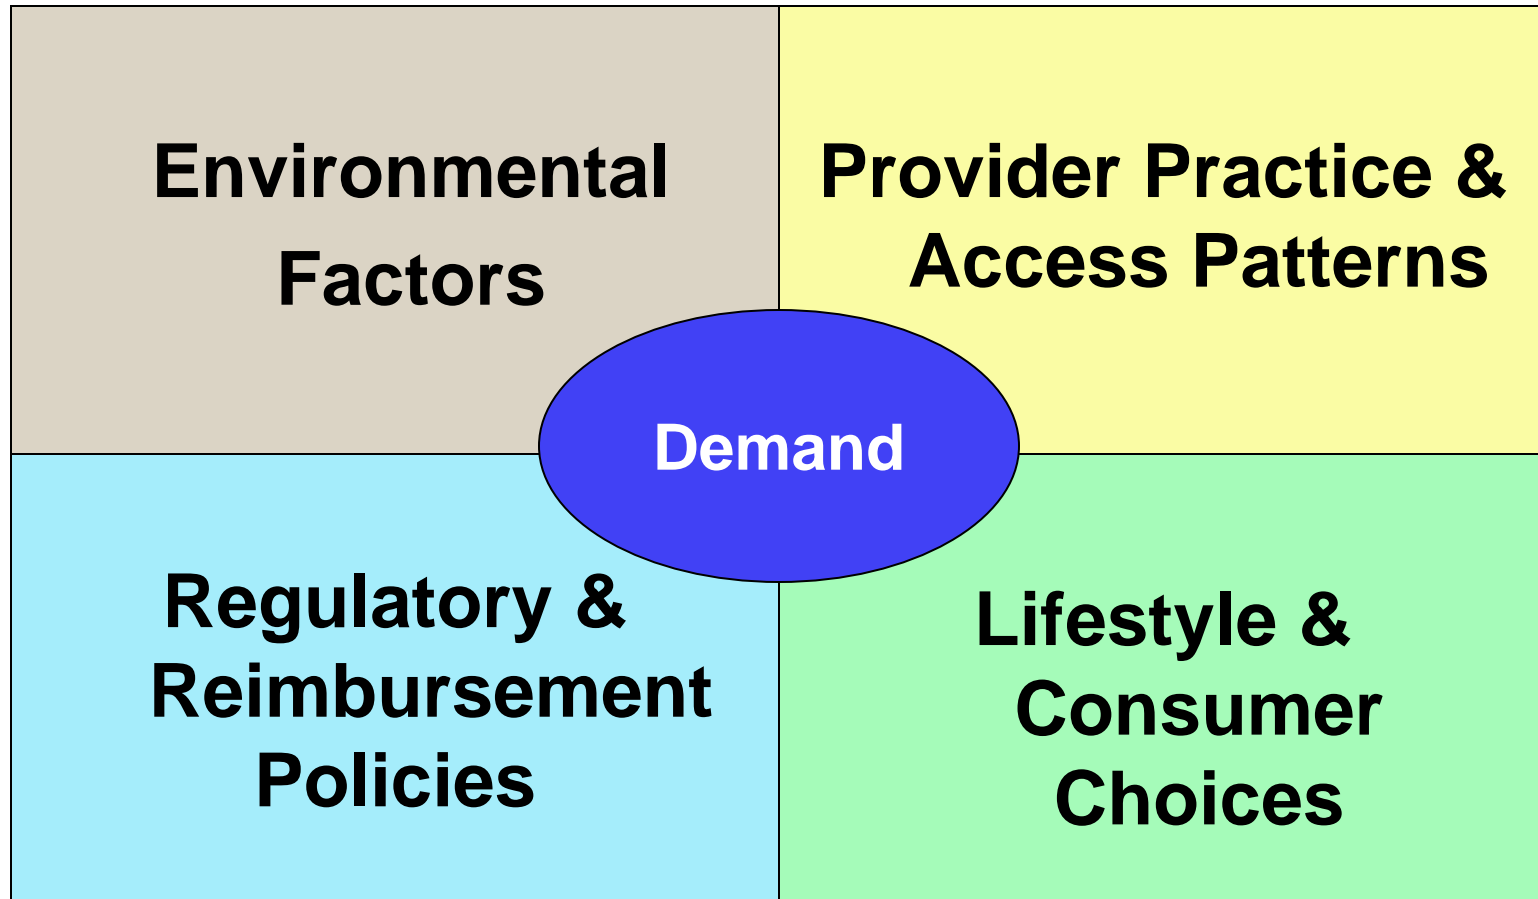 Environmental
Factors
Provider Practice &
Access Patterns
Demand
Regulatory &
Reimbursement
Policies
Lifestyle &
Consumer
Choices